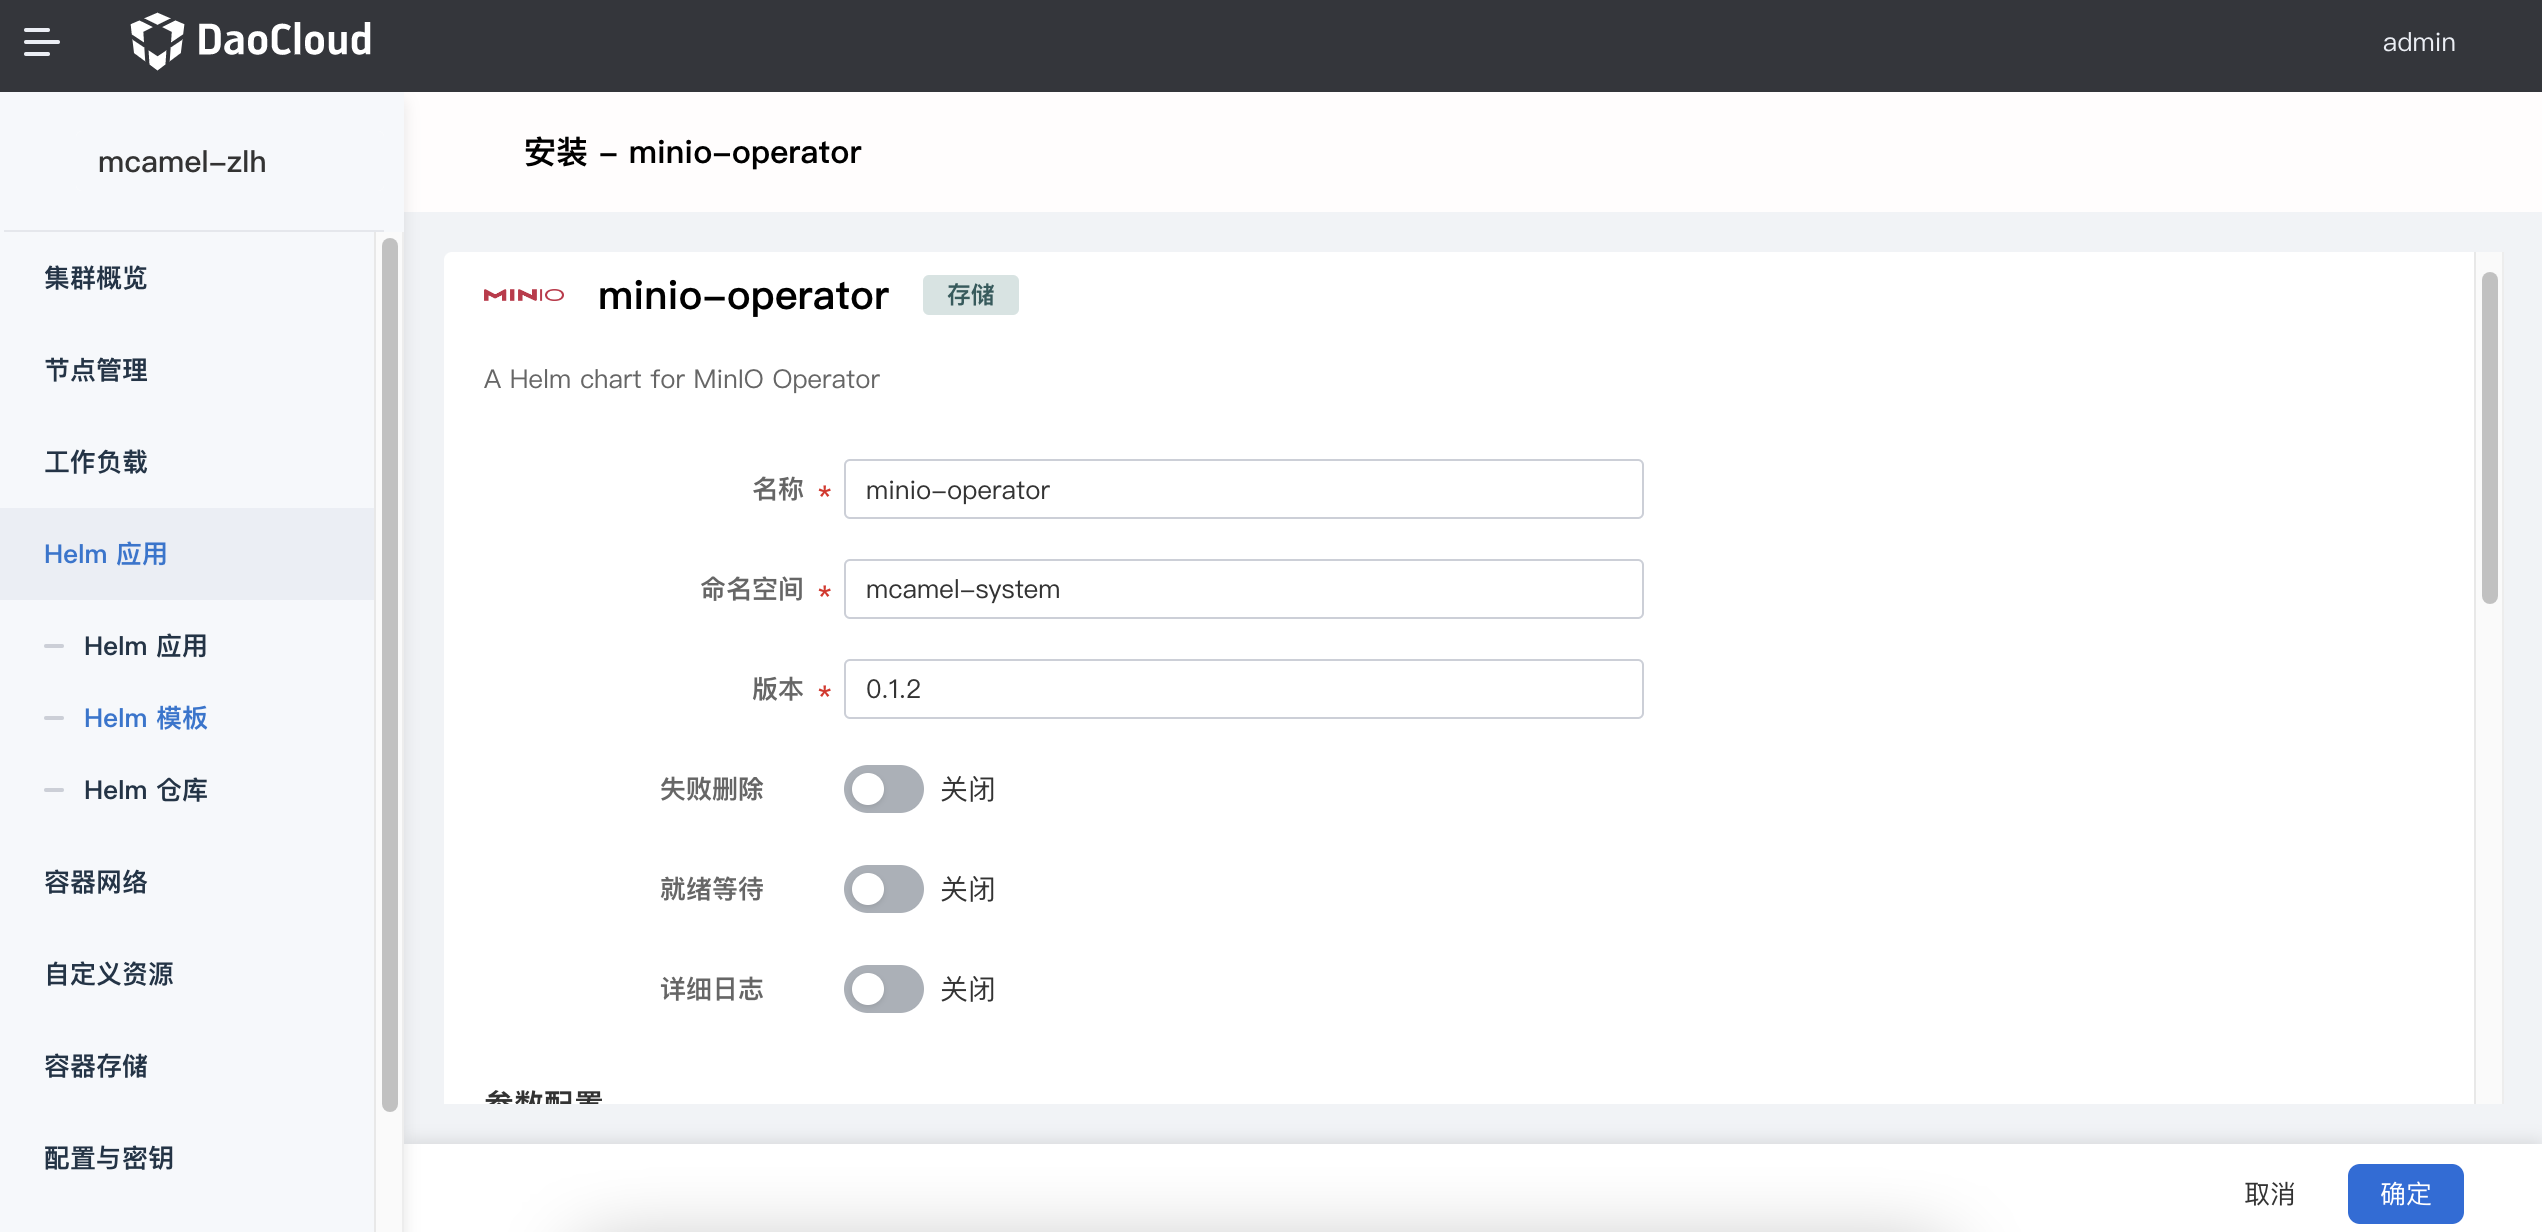 DaoCloud
admin
mcamel-zlh
集群概览
节点管理
工作负载
Helm 应用
Helm 应用
Helm 模板
Helm 仓库
容器网络
自定义资源
容器存储
配置与密钥
安装 - minio-operator
MINIO
minio-operator
存储
A Helm chart for MinIO Operator
名称 *
minio-operator
命名空间 *
mcamel-system
版本 *
0.1.2
失败删除
关闭
就绪等待
关闭
详细日志
关闭
参数配置
取消
确定